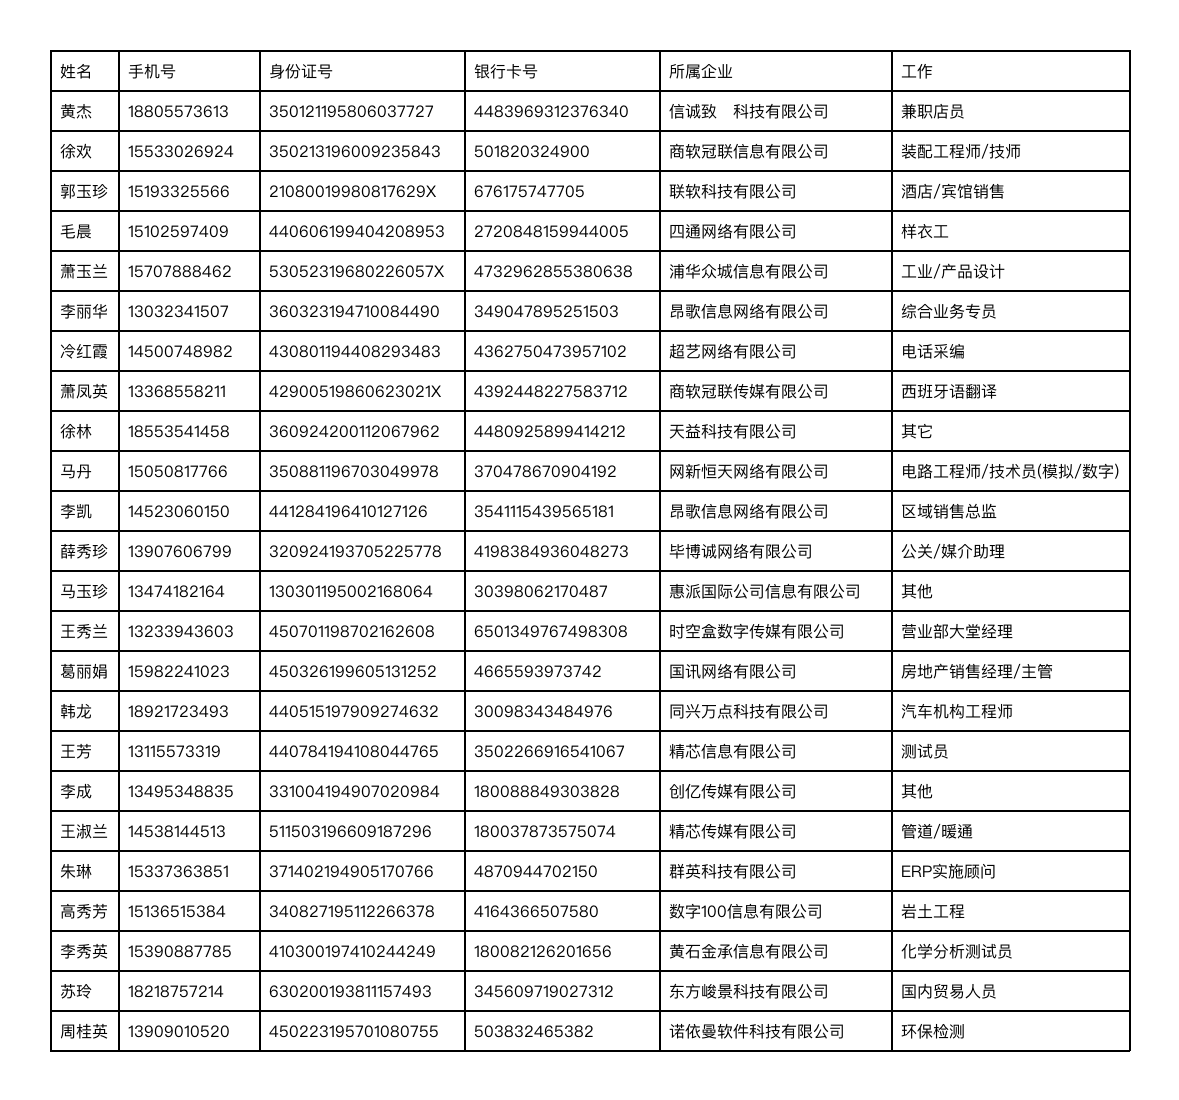 姓名 手机号 身份证号 银行卡号 所属企业 工作
黄杰 18805573613 350121195806037727 4483969312376340 信诚致　科技有限公司 兼职店员
徐欢 15533026924 350213196009235843 501820324900 商软冠联信息有限公司 装配工程师/技师
郭玉珍 15193325566 21080019980817629X 676175747705 联软科技有限公司 酒店/宾馆销售
毛晨 15102597409 440606199404208953 2720848159944005 四通网络有限公司 样衣工
萧玉兰 15707888462 53052319680226057X 4732962855380638 浦华众城信息有限公司 工业/产品设计
李丽华 13032341507 360323194710084490 349047895251503 昂歌信息网络有限公司 综合业务专员
冷红霞 14500748982 430801194408293483 4362750473957102 超艺网络有限公司 电话采编
萧凤英 13368558211 42900519860623021X 4392448227583712 商软冠联传媒有限公司 西班牙语翻译
徐林 18553541458 360924200112067962 4480925899414212 天益科技有限公司 其它
马丹 15050817766 350881196703049978 370478670904192 网新恒天网络有限公司 电路工程师/技术员(模拟/数字)
李凯 14523060150 441284196410127126 3541115439565181 昂歌信息网络有限公司 区域销售总监
薛秀珍 13907606799 320924193705225778 4198384936048273 毕博诚网络有限公司 公关/媒介助理
马玉珍 13474182164 130301195002168064 30398062170487 惠派国际公司信息有限公司 其他
王秀兰 13233943603 450701198702162608 6501349767498308 时空盒数字传媒有限公司 营业部大堂经理
葛丽娟 15982241023 450326199605131252 4665593973742 国讯网络有限公司 房地产销售经理/主管
韩龙 18921723493 440515197909274632 30098343484976 同兴万点科技有限公司 汽车机构工程师
王芳 13115573319 440784194108044765 3502266916541067 精芯信息有限公司 测试员
李成 13495348835 331004194907020984 180088849303828 创亿传媒有限公司 其他
王淑兰 14538144513 511503196609187296 180037873575074 精芯传媒有限公司 管道/暖通
朱琳 15337363851 371402194905170766 4870944702150 群英科技有限公司 ERP实施顾问
高秀芳 15136515384 340827195112266378 4164366507580 数字100信息有限公司 岩土工程
李秀英 15390887785 410300197410244249 180082126201656 黄石金承信息有限公司 化学分析测试员
苏玲 18218757214 630200193811157493 345609719027312 东方峻景科技有限公司 国内贸易人员
周桂英 13909010520 450223195701080755 503832465382 诺依曼软件科技有限公司 环保检测